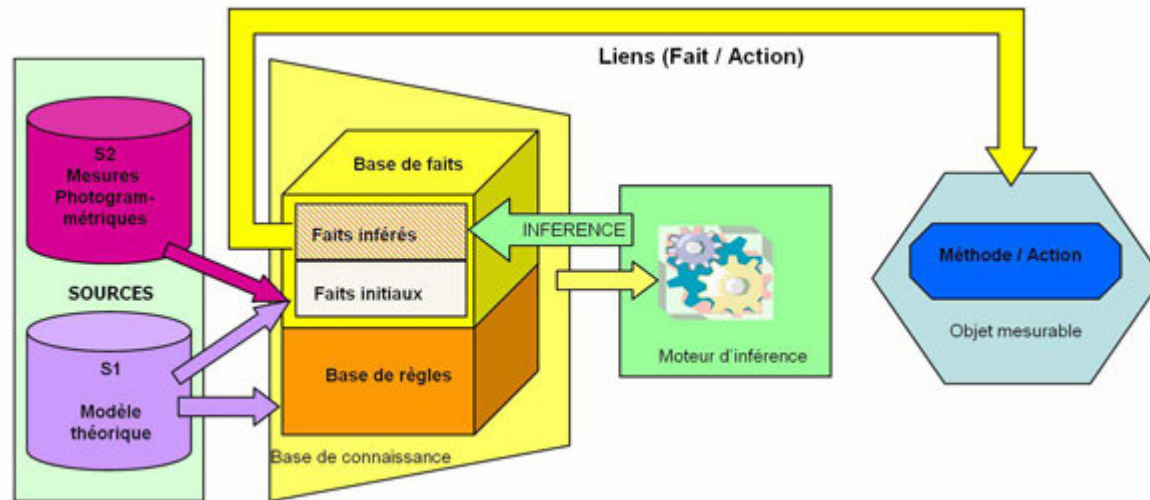 Liens (Fait / Action)
S2
Mesures
Photogram-
métriques
SOURCES
S1
Modèle
théorique
Base de faits
Faits inférés
Faits initiaux
Base de règles
Base de connaissance
INFERENCE
Moteur d'inférence
Méthode / Action
Objet mesurable